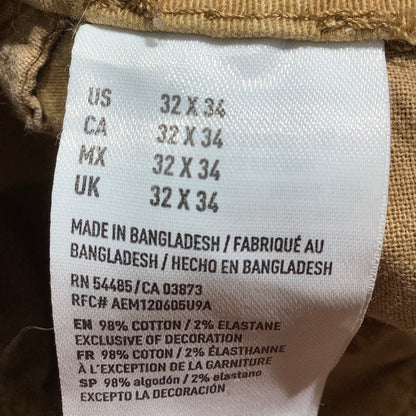 US 32 X 34
CA 32 X 34
MX 32 X 34
UK 32 X 34
MADE IN BANGLADESH / FABRIQUÉ AU
BANGLADESH / HECHO EN BANGLADESH
RN 54485/CA 03873
RFC# AEM120605U9A
EN 98% COTTON / 2% ELASTANE
EXCLUSIVE OF DECORATION
FR 98% COTON / 2% ÉLASTHANNE
À L'EXCEPTION DE LA GARNITURE
SP 98% algodón / 2% elastano
EXCEPTO LA DECORACIÓN